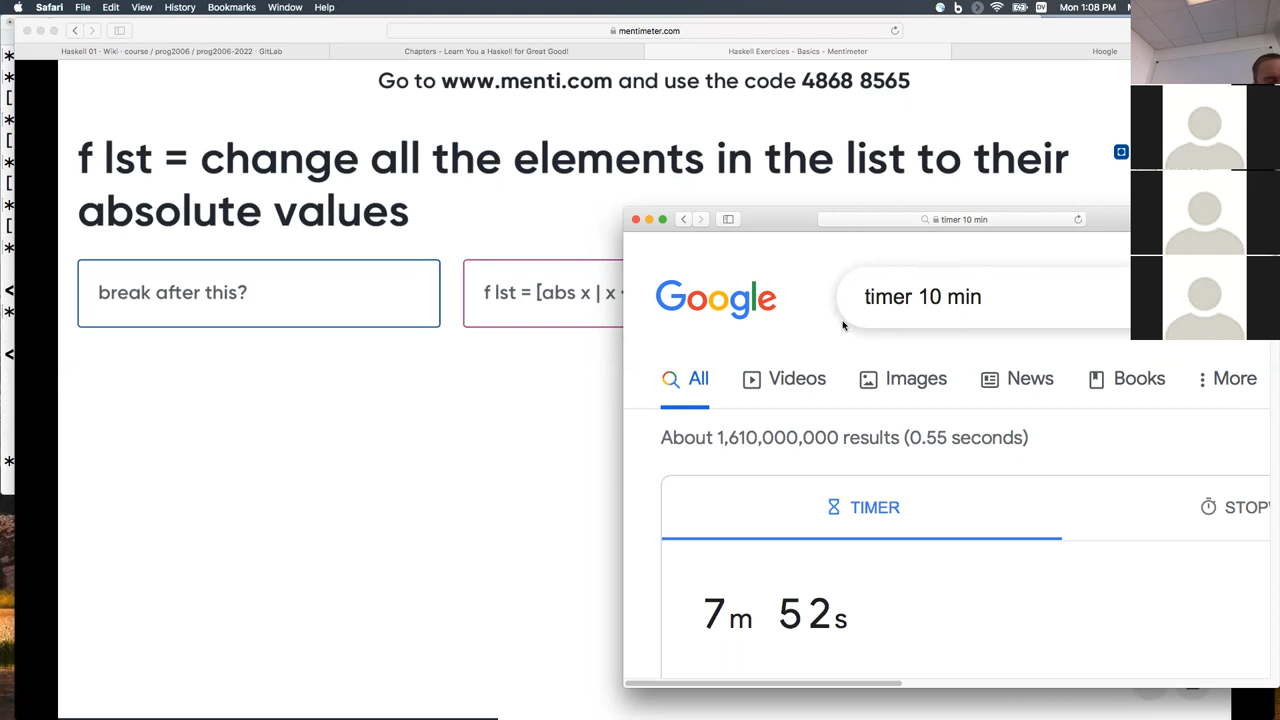 Safari File Edit View History Bookmarks Window Help
Mon 1:08 PM
mentimeter.com
Haskell 01 · Wiki · course / prog2006 / prog2006-2022 · GitLab
Chapters - Learn You a Haskell for Great Good!
Haskell Exercices - Basics - Mentimeter
Hoogle
Go to www.menti.com and use the code 4868 8565
f lst = change all the elements in the list to their
absolute values
break after this?
f lst = [abs x | x
timer 10 min
Google
timer 10 min
All Videos Images News Books More
About 1,610,000,000 results (0.55 seconds)
TIMER
STOP
7m 52s